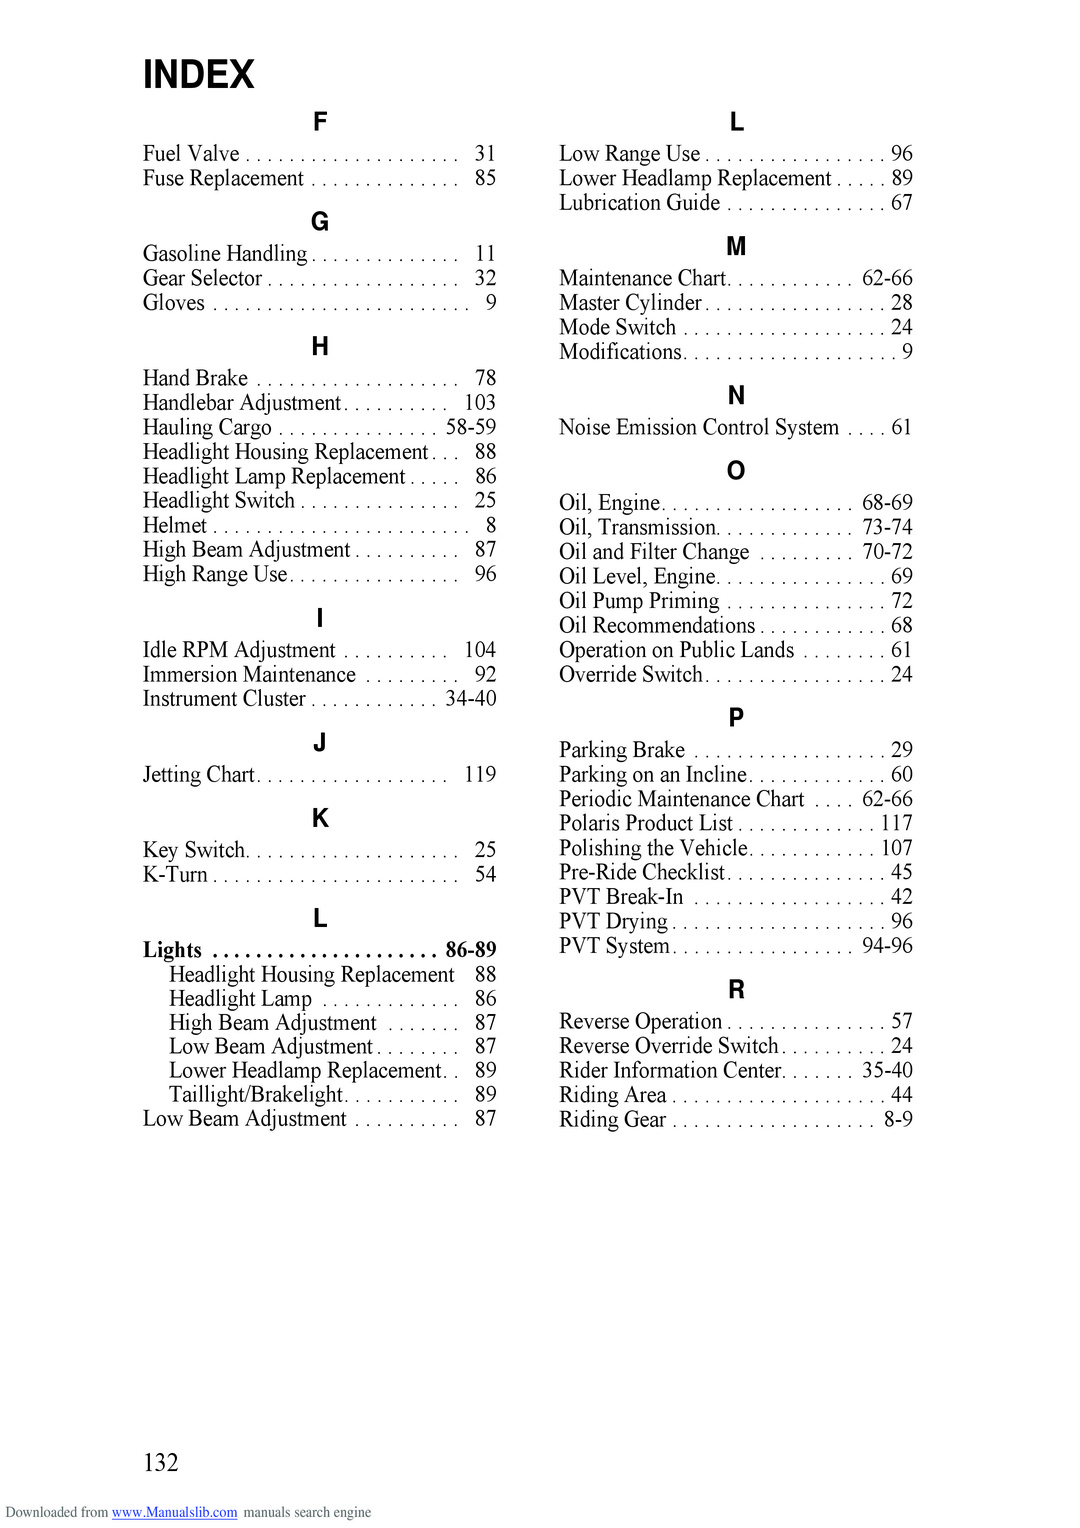 INDEX
F
Fuel Valve . . . . . . . . . . . . . . . . . . . . 31
Fuse Replacement . . . . . . . . . . . . . . 85
G
Gasoline Handling . . . . . . . . . . . . . . 11
Gear Selector . . . . . . . . . . . . . . . . . . 32
Gloves . . . . . . . . . . . . . . . . . . . . . . . . 9
H
Hand Brake . . . . . . . . . . . . . . . . . . . 78
Handlebar Adjustment . . . . . . . . . . 103
Hauling Cargo . . . . . . . . . . . . . . . 58-59
Headlight Housing Replacement . . . 88
Headlight Lamp Replacement . . . . . 86
Headlight Switch . . . . . . . . . . . . . . . 25
Helmet . . . . . . . . . . . . . . . . . . . . . . . . 8
High Beam Adjustment . . . . . . . . . . 87
High Range Use . . . . . . . . . . . . . . . . 96
I
Idle RPM Adjustment . . . . . . . . . . 104
Immersion Maintenance . . . . . . . . . 92
Instrument Cluster . . . . . . . . . . . . 34-40
J
Jetting Chart . . . . . . . . . . . . . . . . . . 119
K
Key Switch. . . . . . . . . . . . . . . . . . . . 25
K-Turn . . . . . . . . . . . . . . . . . . . . . . . 54
L
Lights . . . . . . . . . . . . . . . . . . . . . 86-89
Headlight Housing Replacement 88
Headlight Lamp . . . . . . . . . . . . . 86
High Beam Adjustment . . . . . . . 87
Low Beam Adjustment . . . . . . . . 87
Lower Headlamp Replacement . . 89
Taillight/Brakelight . . . . . . . . . . . 89
Low Beam Adjustment . . . . . . . . . . 87
L
Low Range Use . . . . . . . . . . . . . . . . . 96
Lower Headlamp Replacement . . . . . 89
Lubrication Guide . . . . . . . . . . . . . . . 67
M
Maintenance Chart . . . . . . . . . . . . 62-66
Master Cylinder . . . . . . . . . . . . . . . . . 28
Mode Switch . . . . . . . . . . . . . . . . . . . 24
Modifications . . . . . . . . . . . . . . . . . . . . 9
N
Noise Emission Control System . . . . 61
O
Oil, Engine . . . . . . . . . . . . . . . . . . 68-69
Oil, Transmission . . . . . . . . . . . . . 73-74
Oil and Filter Change . . . . . . . . . 70-72
Oil Level, Engine . . . . . . . . . . . . . . . . 69
Oil Pump Priming . . . . . . . . . . . . . . . 72
Oil Recommendations . . . . . . . . . . . . 68
Operation on Public Lands . . . . . . . . 61
Override Switch . . . . . . . . . . . . . . . . . 24
P
Parking Brake . . . . . . . . . . . . . . . . . . 29
Parking on an Incline . . . . . . . . . . . . . 60
Periodic Maintenance Chart . . . . 62-66
Polaris Product List . . . . . . . . . . . . . 117
Polishing the Vehicle . . . . . . . . . . . . 107
Pre-Ride Checklist . . . . . . . . . . . . . . . 45
PVT Break-In . . . . . . . . . . . . . . . . . . 42
PVT Drying . . . . . . . . . . . . . . . . . . . . 96
PVT System . . . . . . . . . . . . . . . . . 94-96
R
Reverse Operation . . . . . . . . . . . . . . . 57
Reverse Override Switch . . . . . . . . . . 24
Rider Information Center . . . . . . . 35-40
Riding Area . . . . . . . . . . . . . . . . . . . . 44
Riding Gear . . . . . . . . . . . . . . . . . . . 8-9
132
Downloaded from www.Manualslib.com manuals search engine